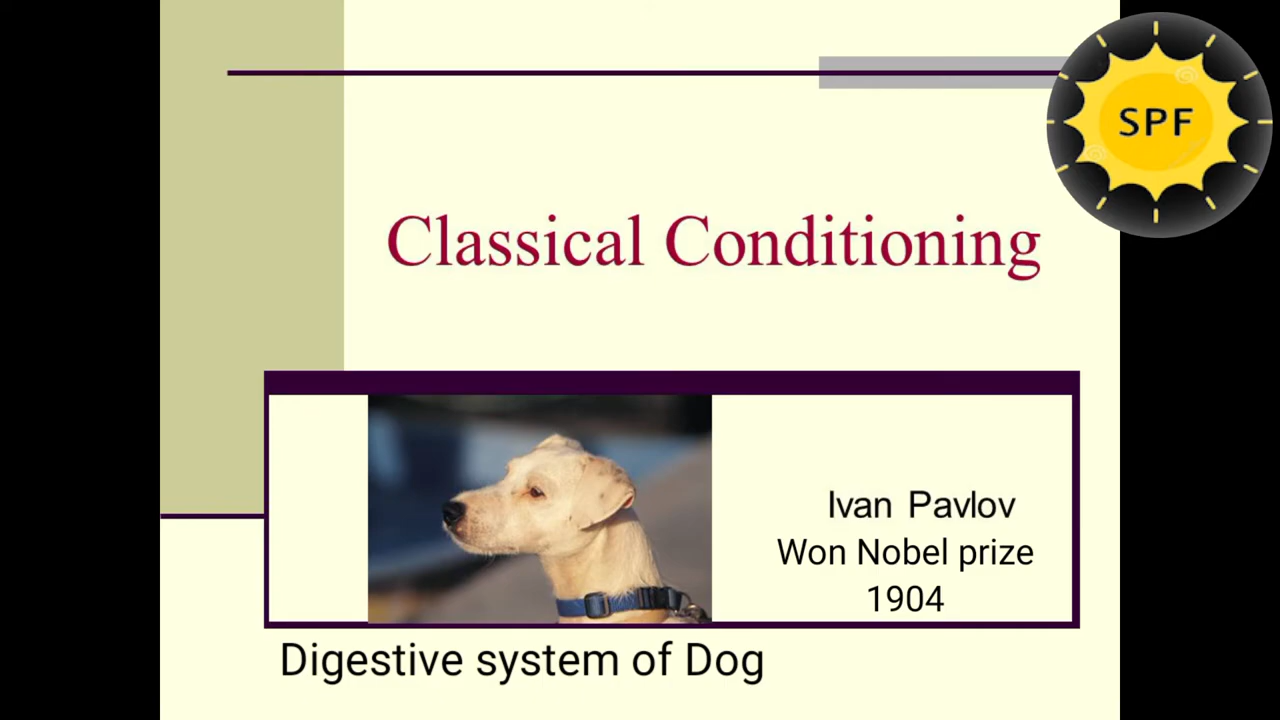 SPF
Classical Conditioning
Ivan Pavlov
Won Nobel prize
1904
Digestive system of Dog